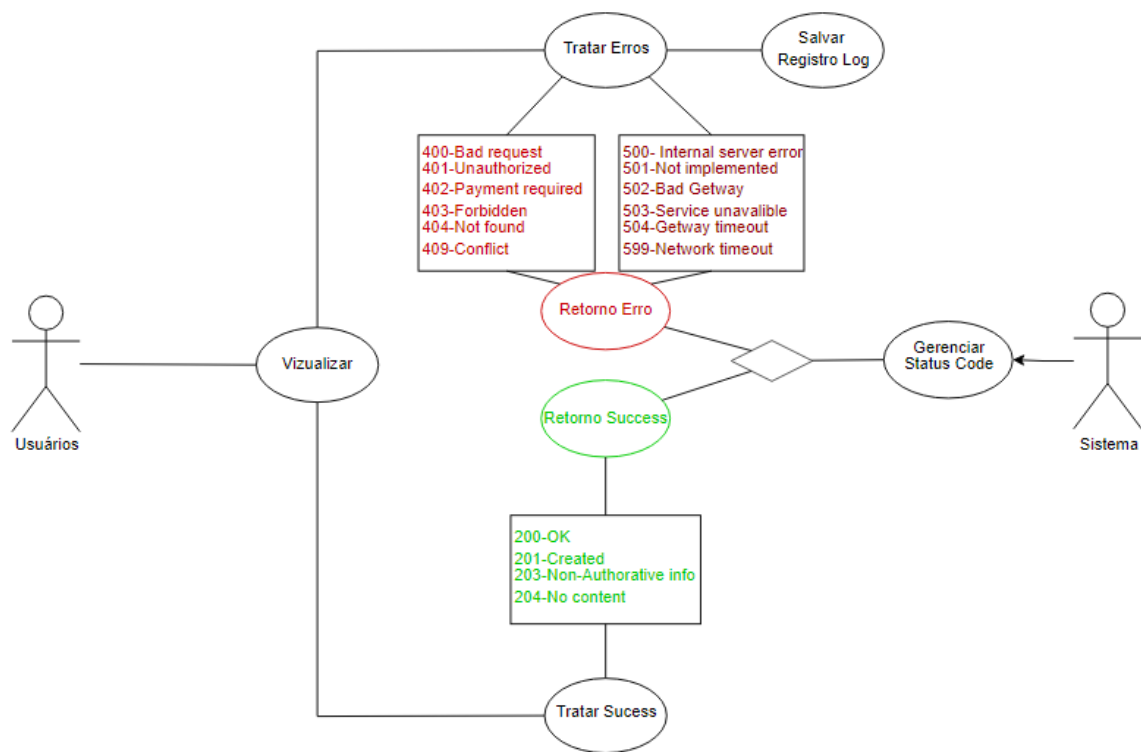 Tratar Erros
Salvar
Registro Log
400-Bad request
401-Unauthorized
402-Payment required
403-Forbidden
404-Not found
409-Conflict
500- Internal server error
501-Not implemented
502-Bad Getway
503-Service unavalible
504-Getway timeout
599-Network timeout
Retorno Erro
Vizualizar
Gerenciar
Status Code
Usuários
Sistema
Retorno Success
200-OK
201-Created
203-Non-Authorative info
204-No content
Tratar Sucess